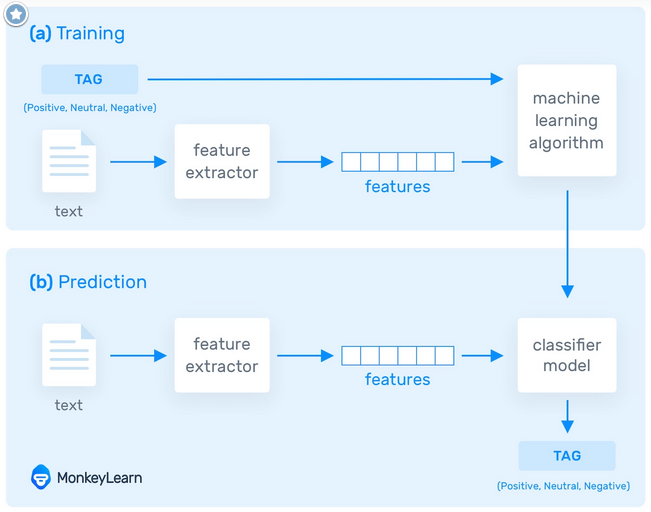 (a) Training
TAG
(Positive, Neutral, Negative)
machine
learning
algorithm
feature
extractor
features
text
(b) Prediction
feature
extractor
classifier
model
features
text
TAG
(Positive, Neutral, Negative)
MonkeyLearn